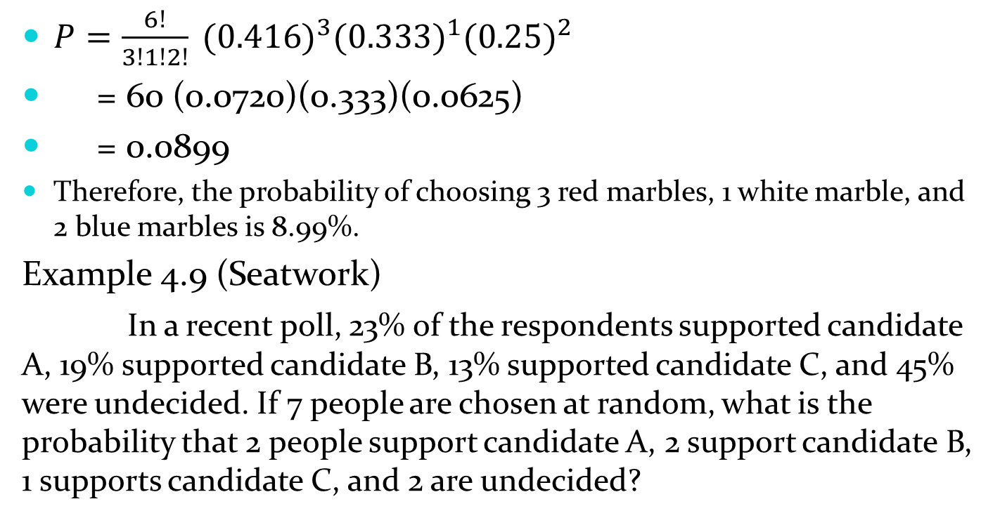 • P = 6!/3!1!2! (0.416)³(0.333)¹(0.25)²
• = 60 (0.0720)(0.333)(0.0625)
• = 0.0899
• Therefore, the probability of choosing 3 red marbles, 1 white marble, and
2 blue marbles is 8.99%.
Example 4.9 (Seatwork)
In a recent poll, 23% of the respondents supported candidate
A, 19% supported candidate B, 13% supported candidate C, and 45%
were undecided. If 7 people are chosen at random, what is the
probability that 2 people support candidate A, 2 support candidate B,
1 supports candidate C, and 2 are undecided?